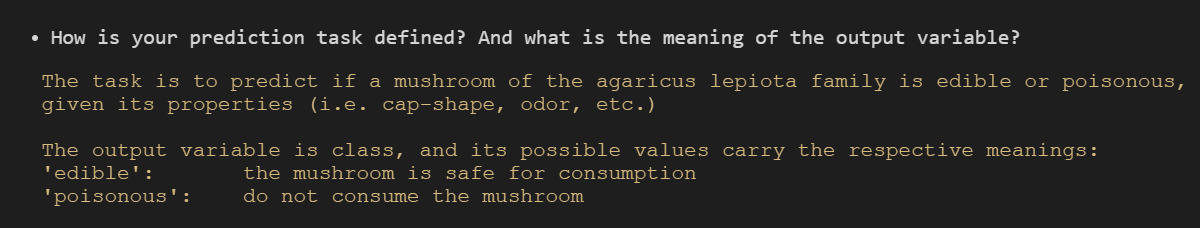 • How is your prediction task defined? And what is the meaning of the output variable?
The task is to predict if a mushroom of the agaricus lepiota family is edible or poisonous,
given its properties (i.e. cap-shape, odor, etc.)
The output variable is class, and its possible values carry the respective meanings:
'edible': the mushroom is safe for consumption
'poisonous': do not consume the mushroom